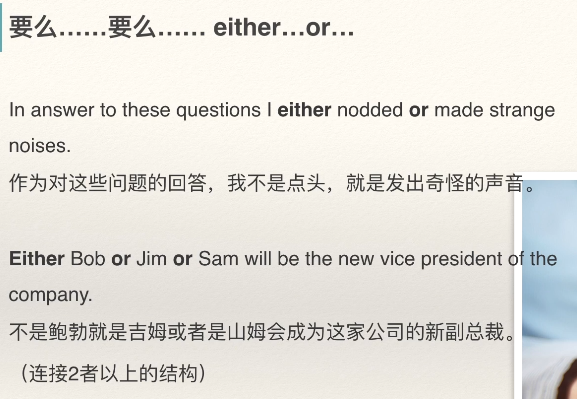 要么……要么…… either…or…
In answer to these questions I either nodded or made strange
noises.
作为对这些问题的回答，我不是点头，就是发出奇怪的声音。
Either Bob or Jim or Sam will be the new vice president of the
company.
不是鲍勃就是吉姆或者是山姆会成为这家公司的新副总裁。
（连接2者以上的结构）